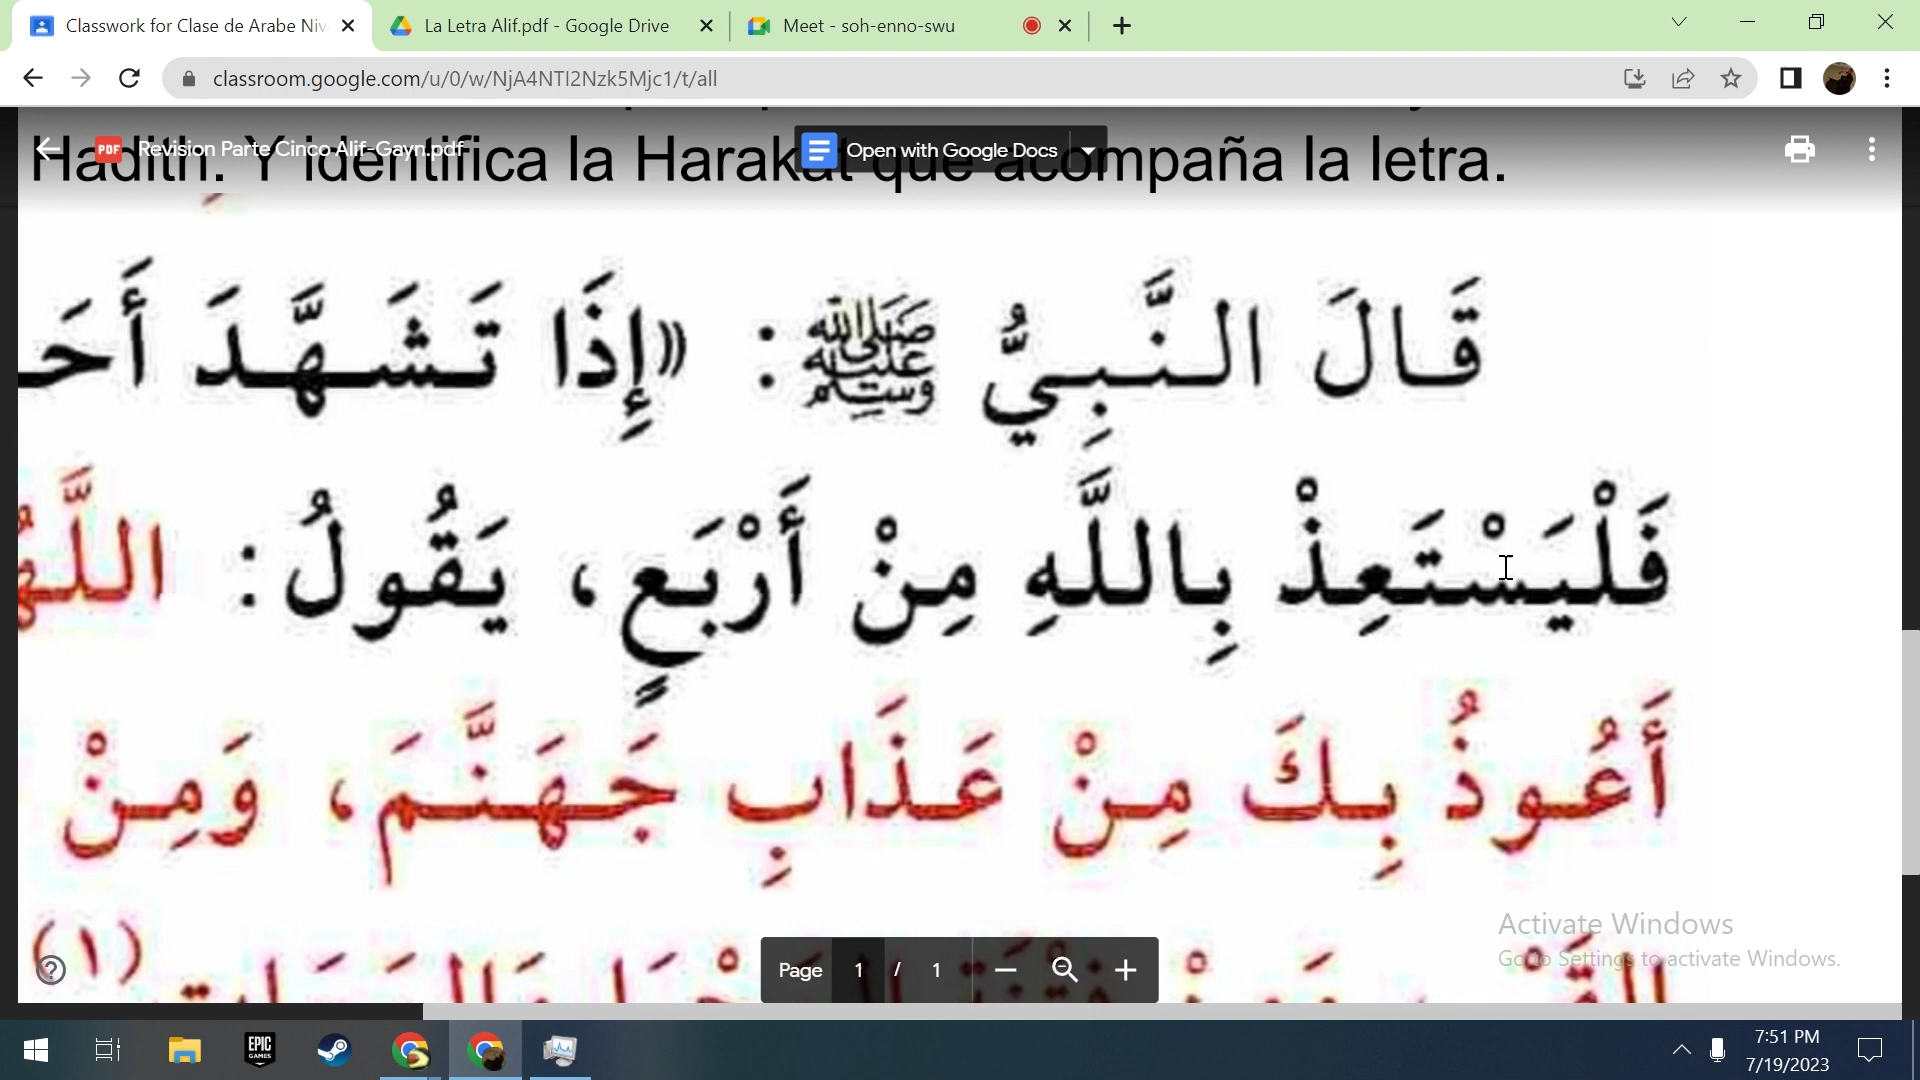 Classwork for Clase de Arabe Niv
La Letra Alif.pdf - Google Drive
Meet - soh-enno-swu
classroom.google.com/u/0/w/NjA4NTI2Nzk5Mjc1/t/all
Revision Parte Cinco Alif-Gayn.pdf
Open with Google Docs
Hadith. Y identifica la Harakat que acompaña la letra.
قَالَ النَّبِيُّ ﷺ: «إِذَا تَشَهَّدَ أَحَ
فَلْيَسْتَعِذْ بِاللَّهِ مِنْ أَرْبَعٍ، يَقُولُ: اللَّهُ
أَعُوذُ بِكَ مِنْ عَذَابِ جَهَنَّمَ، وَمِنْ
(١)
Page 1 / 1
Activate Windows
Go to Settings to activate Windows.
EPIC GAMES
7:51 PM
7/19/2023